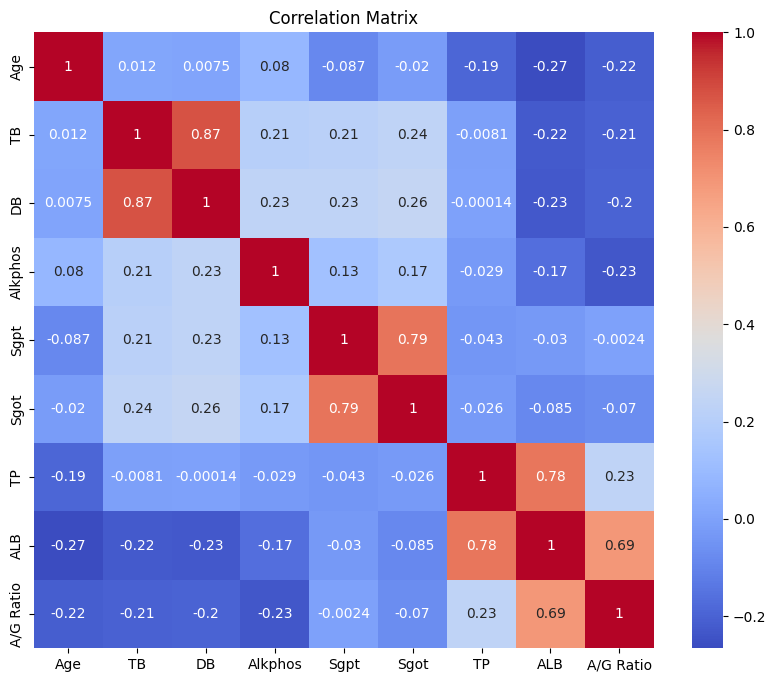 Correlation Matrix
Age 1 0.012 0.0075 0.08 -0.087 -0.02 -0.19 -0.27 -0.22
TB 0.012 1 0.87 0.21 0.21 0.24 -0.0081 -0.22 -0.21
DB 0.0075 0.87 1 0.23 0.23 0.26 -0.00014 -0.23 -0.2
Alkphos 0.08 0.21 0.23 1 0.13 0.17 -0.029 -0.17 -0.23
Sgpt -0.087 0.21 0.23 0.13 1 0.79 -0.043 -0.03 -0.0024
Sgot -0.02 0.24 0.26 0.17 0.79 1 -0.026 -0.085 -0.07
TP -0.19 -0.0081 -0.00014 -0.029 -0.043 -0.026 1 0.78 0.23
ALB -0.27 -0.22 -0.23 -0.17 -0.03 -0.085 0.78 1 0.69
A/G Ratio -0.22 -0.21 -0.2 -0.23 -0.0024 -0.07 0.23 0.69 1
Age TB DB Alkphos Sgpt Sgot TP ALB A/G Ratio
1.0
0.8
0.6
0.4
0.2
0.0
−0.2